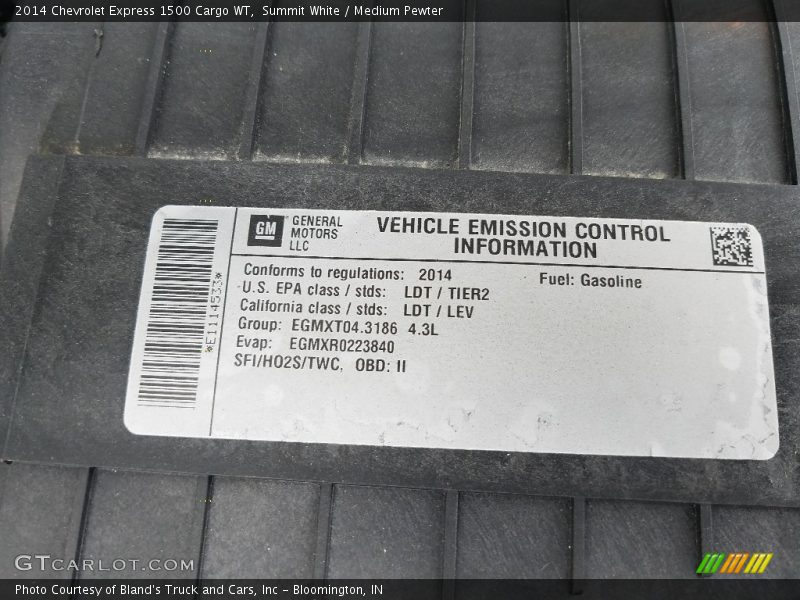 2014 Chevrolet Express 1500 Cargo WT,  Summit White / Medium Pewter
GM
GENERAL
MOTORS
LLC
VEHICLE EMISSION CONTROL
INFORMATION
*E1114533*
Conforms to regulations: 2014
Fuel: Gasoline
U.S. EPA class / stds: LDT / TIER2
California class / stds: LDT / LEV
Group: EGMXT04.3186 4.3L
Evap: EGMXR0223840
SFI/HO2S/TWC, OBD: II
GTCARLOT.COM
Photo Courtesy of Bland's Truck and Cars, Inc - Bloomington, IN